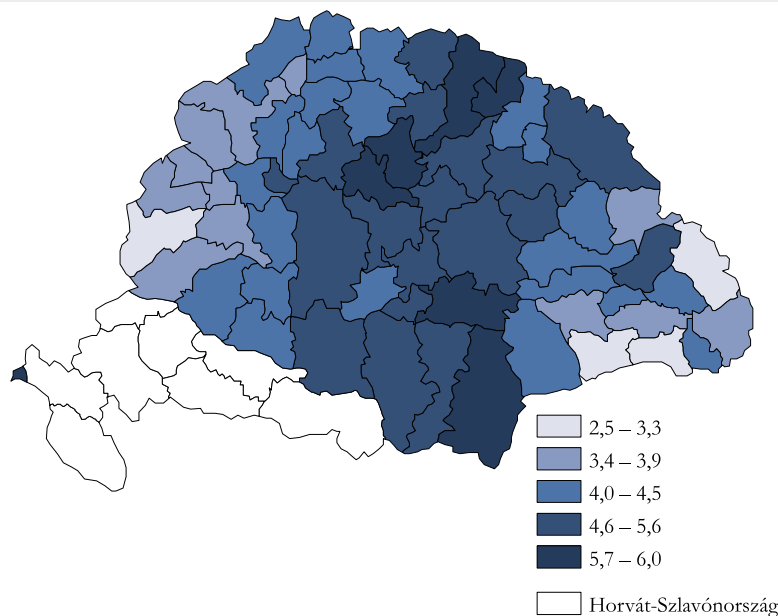 2,5 – 3,3
3,4 – 3,9
4,0 – 4,5
4,6 – 5,6
5,7 – 6,0
Horvát-Szlavónország